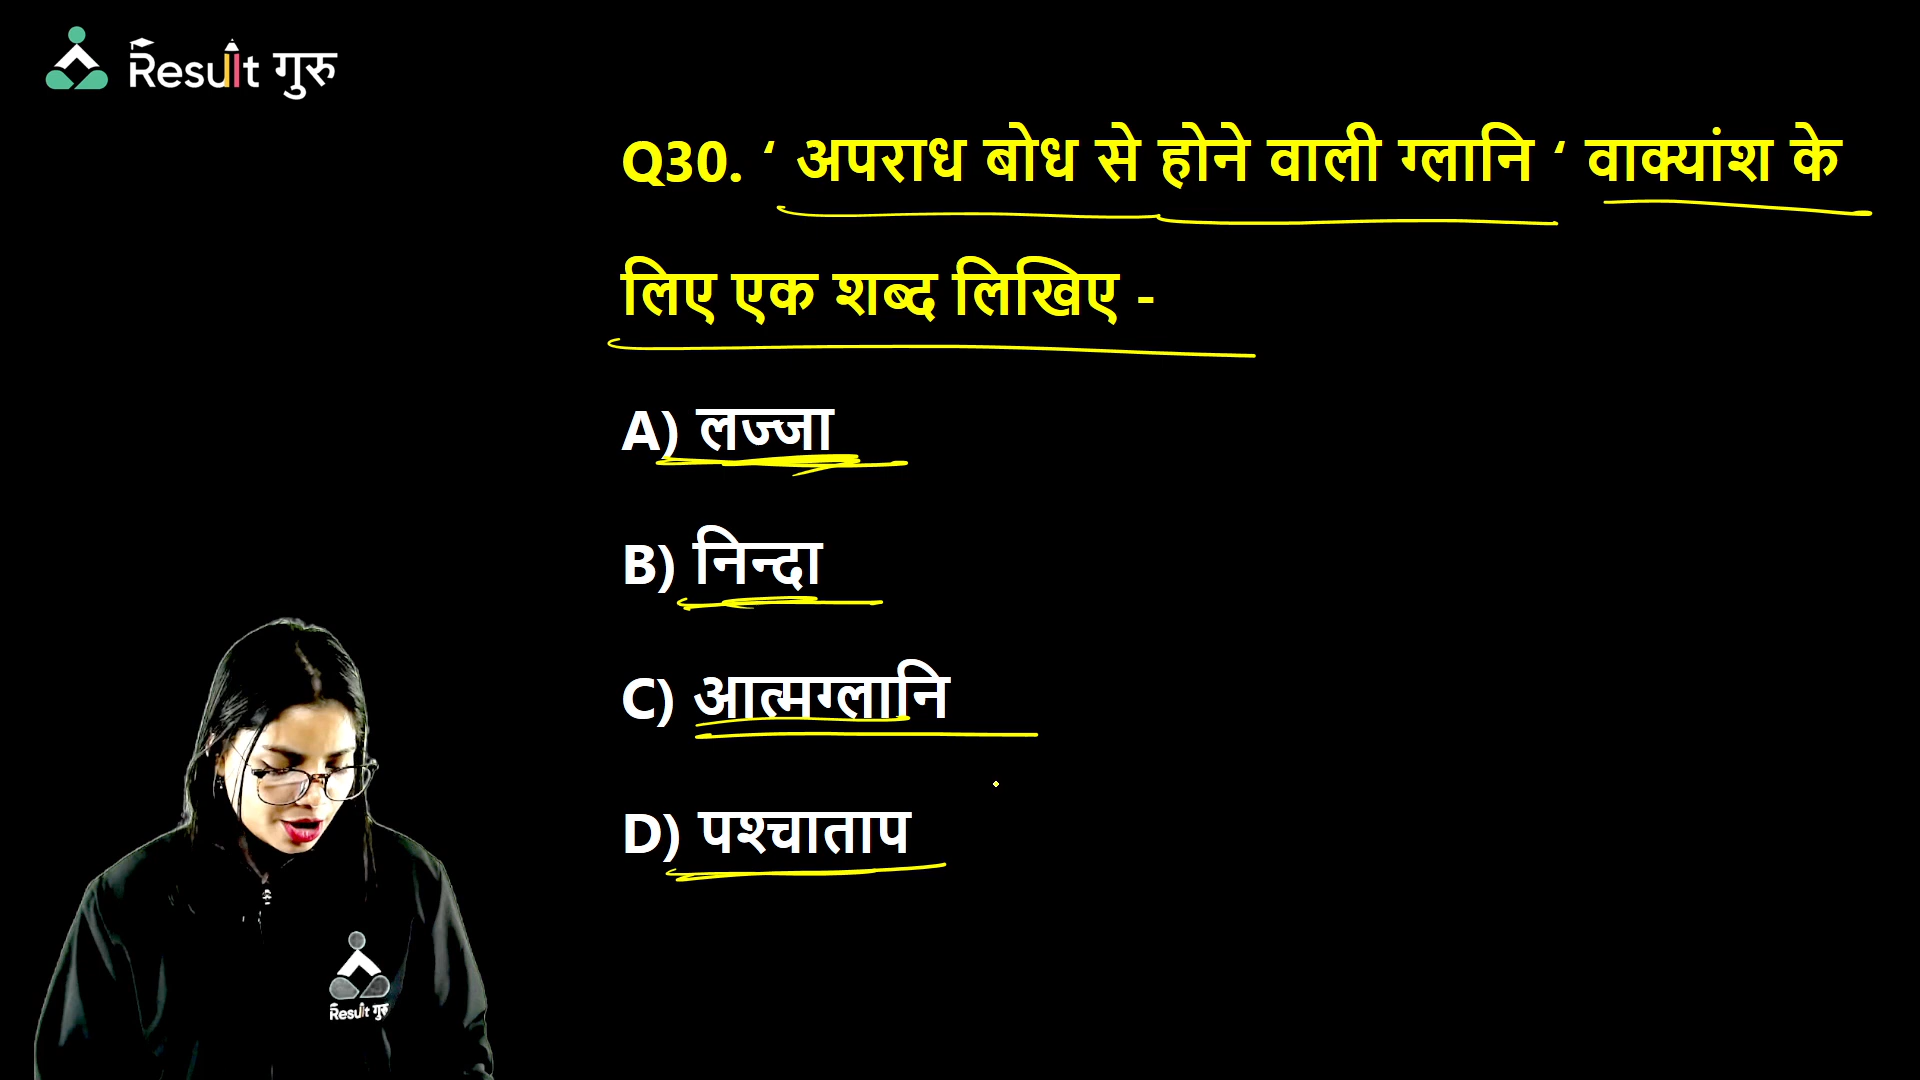 Result गुरु
Q30. ‘ अपराध बोध से होने वाली ग्लानि ‘ वाक्यांश के
लिए एक शब्द लिखिए -
A) लज्जा
B) निन्दा
C) आत्मग्लानि
D) पश्चाताप
Result गुरु